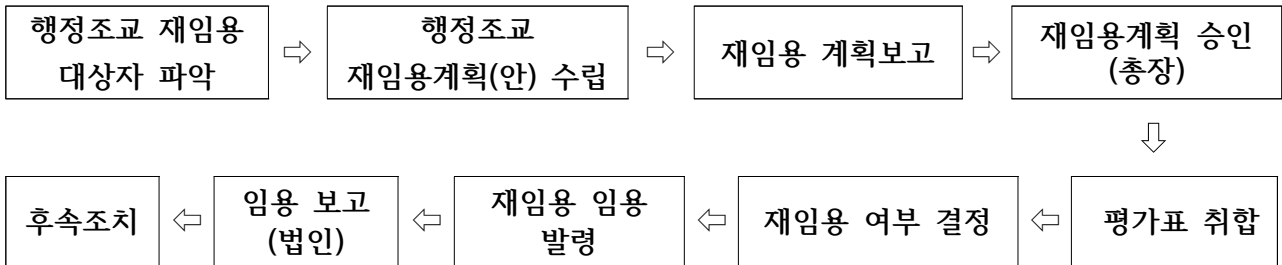 행정조교 재임용
대상자 파악
⇨
행정조교
재임용계획(안) 수립
⇨
재임용 계획보고
⇨
재임용계획 승인
(총장)
⇩
평가표 취합
⇦
재임용 여부 결정
⇦
재임용 임용
발령
⇦
임용 보고
(법인)
⇦
후속조치